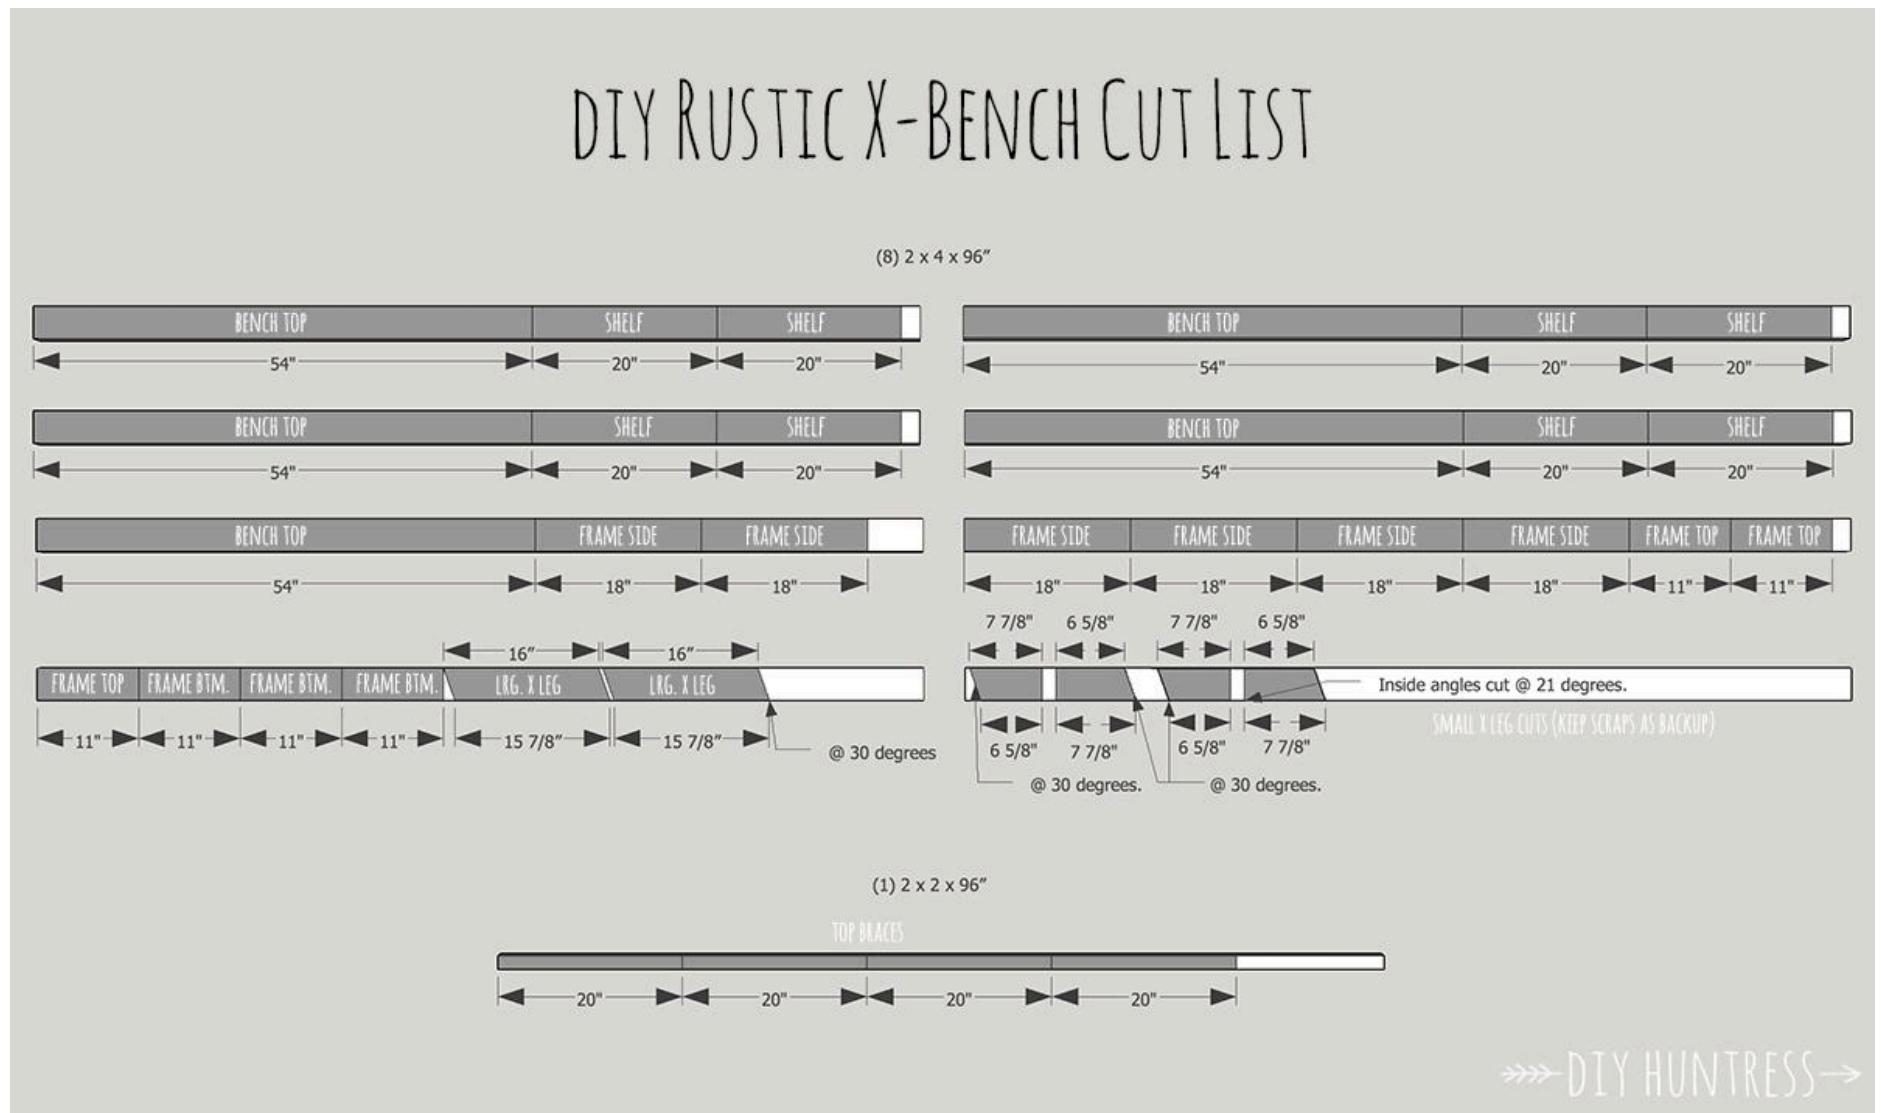 DIY RUSTIC X-BENCH CUT LIST
(8) 2 x 4 x 96"
BENCH TOP SHELF SHELF
54" 20" 20"
BENCH TOP SHELF SHELF
54" 20" 20"
BENCH TOP SHELF SHELF
54" 20" 20"
BENCH TOP SHELF SHELF
54" 20" 20"
BENCH TOP FRAME SIDE FRAME SIDE
54" 18" 18"
FRAME SIDE FRAME SIDE FRAME SIDE FRAME SIDE FRAME TOP FRAME TOP
18" 18" 18" 18" 11" 11"
16" 16"
FRAME TOP FRAME BTM. FRAME BTM. FRAME BTM. LRG. X LEG LRG. X LEG
11" 11" 11" 11" 15 7/8" 15 7/8"
@ 30 degrees
7 7/8" 6 5/8" 7 7/8" 6 5/8"
Inside angles cut @ 21 degrees.
SMALL X LEG CUTS (KEEP SCRAPS AS BACKUP)
6 5/8" 7 7/8" 6 5/8" 7 7/8"
@ 30 degrees. @ 30 degrees.
(1) 2 x 2 x 96"
TOP BRACES
20" 20" 20" 20"
DIY HUNTRESS